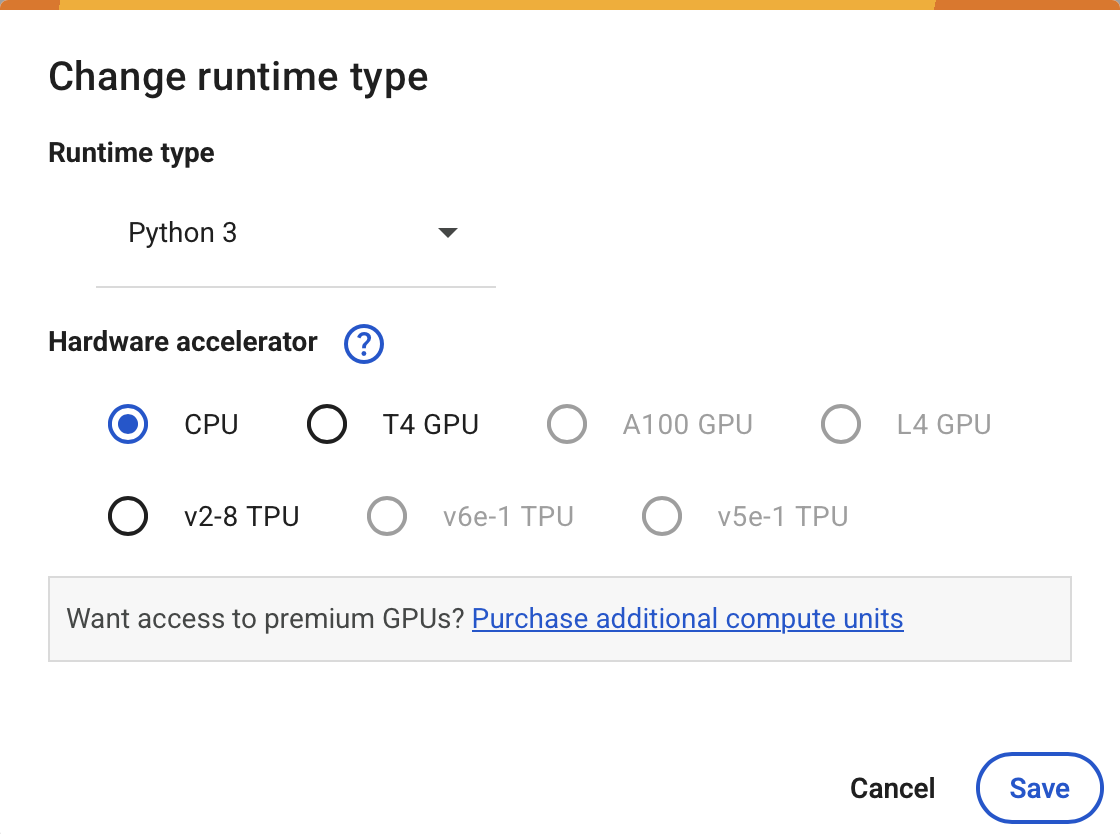 Change runtime type
Runtime type
Python 3
Hardware accelerator ?
CPU T4 GPU A100 GPU L4 GPU
v2-8 TPU v6e-1 TPU v5e-1 TPU
Want access to premium GPUs? Purchase additional compute units
Cancel Save